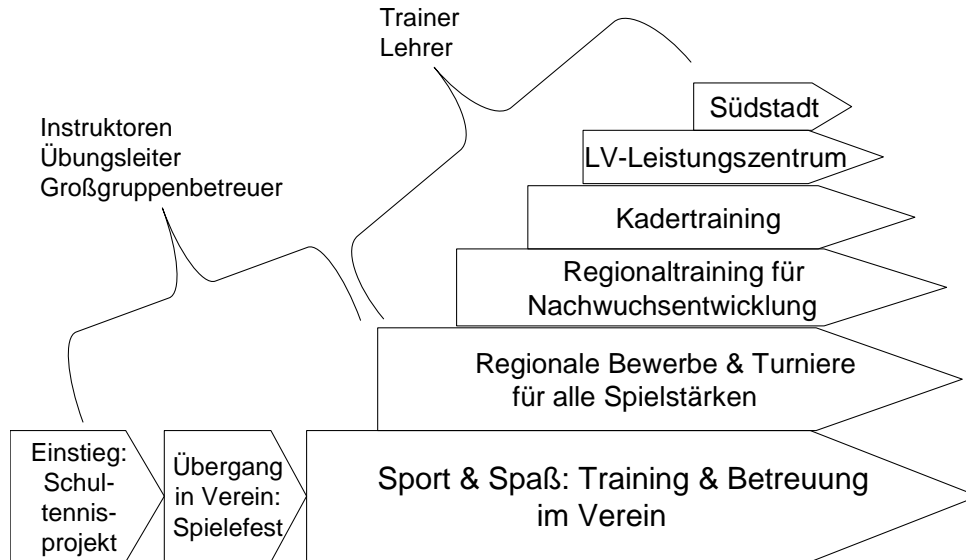 Trainer
Lehrer
Instruktoren
Übungsleiter
Großgruppenbetreuer
Südstadt
LV-Leistungszentrum
Kadertraining
Regionaltraining für
Nachwuchsentwicklung
Regionale Bewerbe & Turniere
für alle Spielstärken
Einstieg:
Schul-
tennis-
projekt
Übergang
in Verein:
Spielefest
Sport & Spaß: Training & Betreuung
im Verein